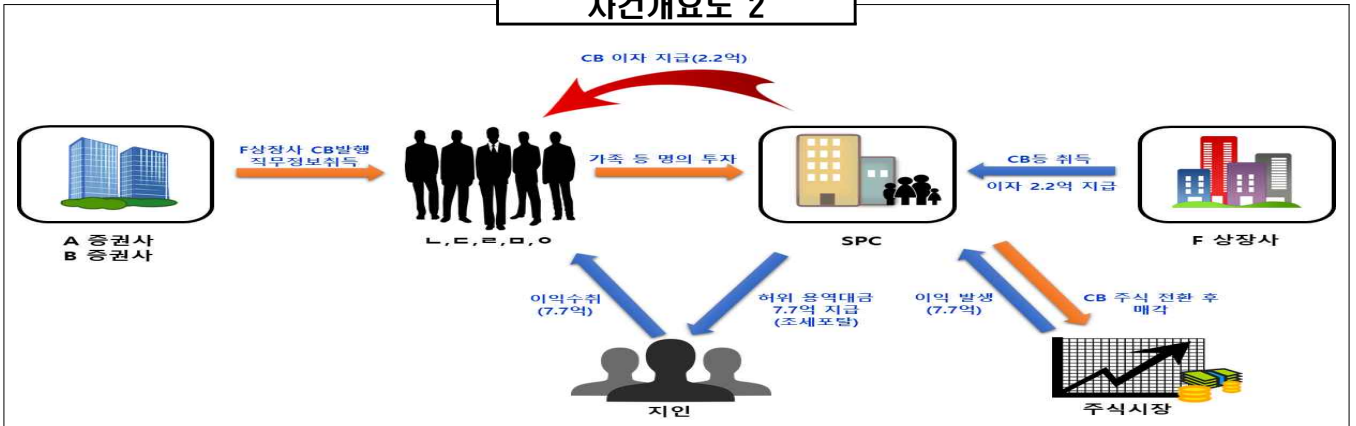 사건개요도 2
CB 이자 지급(2.2억)
F상장사 CB발행
직무정보취득
가족 등 명의 투자
CB등 취득
이자 2.2억 지급
A 증권사
B 증권사
ㄴ,ㄷ,ㄹ,ㅁ,ㅇ
SPC
F 상장사
이익수취
(7.7억)
허위 용역대금
7.7억 지급
(조세포탈)
이익 발생
(7.7억)
CB 주식 전환 후
매각
지인
주식시장